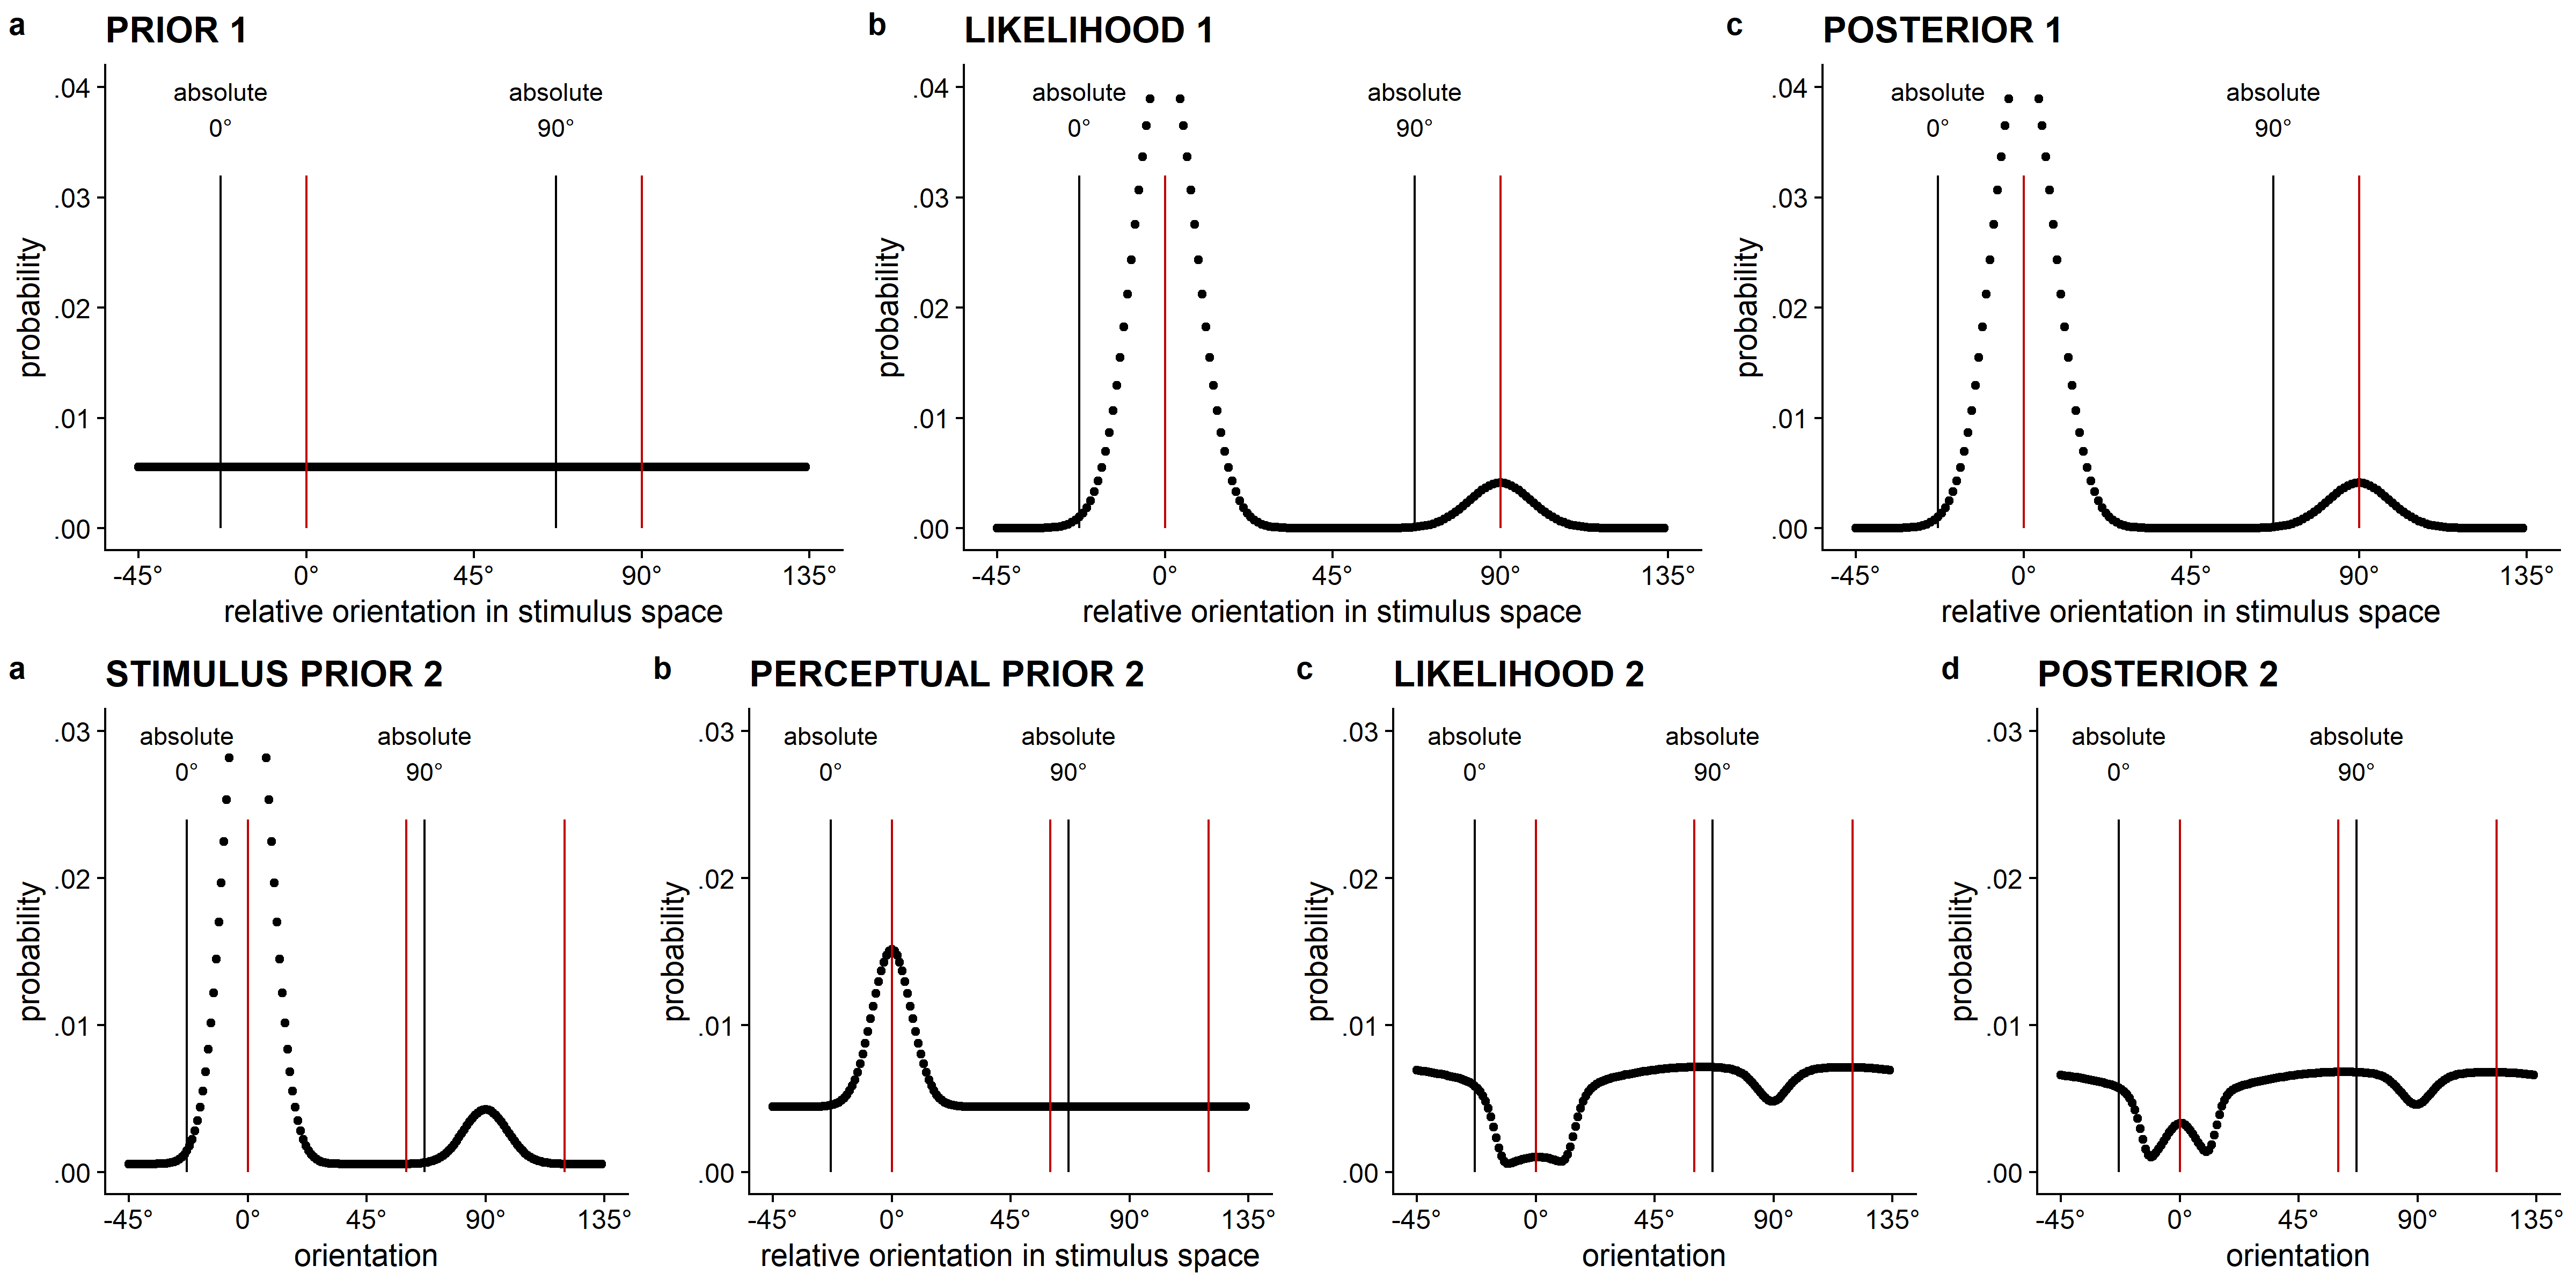 a PRIOR 1
.04
.03
.02
.01
.00
absolute
0°
absolute
90°
probability
-45° 0° 45° 90° 135°
relative orientation in stimulus space
b LIKELIHOOD 1
.04
.03
.02
.01
.00
absolute
0°
absolute
90°
probability
-45° 0° 45° 90° 135°
relative orientation in stimulus space
c POSTERIOR 1
.04
.03
.02
.01
.00
absolute
0°
absolute
90°
probability
-45° 0° 45° 90° 135°
relative orientation in stimulus space
a STIMULUS PRIOR 2
.03
.02
.01
.00
absolute
0°
absolute
90°
probability
-45° 0° 45° 90° 135°
orientation
b PERCEPTUAL PRIOR 2
.03
.02
.01
.00
absolute
0°
absolute
90°
probability
-45° 0° 45° 90° 135°
relative orientation in stimulus space
c LIKELIHOOD 2
.03
.02
.01
.00
absolute
0°
absolute
90°
probability
-45° 0° 45° 90° 135°
orientation
d POSTERIOR 2
.03
.02
.01
.00
absolute
0°
absolute
90°
probability
-45° 0° 45° 90° 135°
orientation